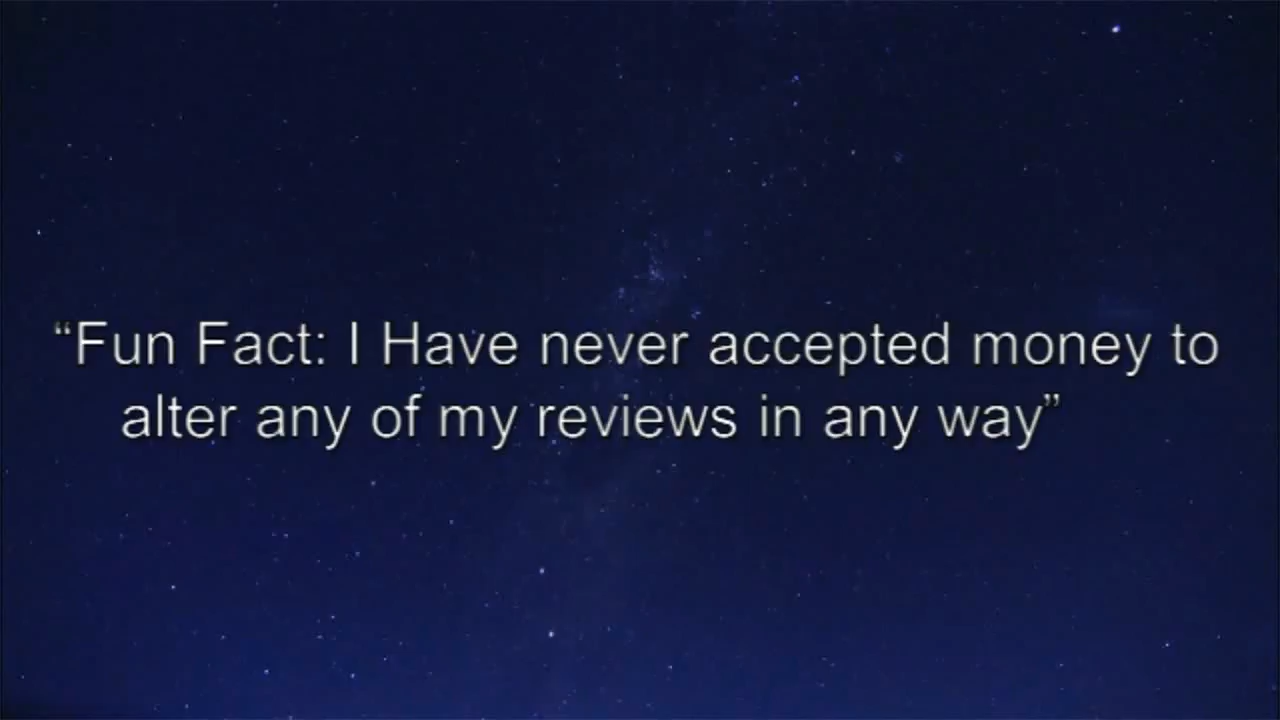 “Fun Fact: I Have never accepted money to
alter any of my reviews in any way”